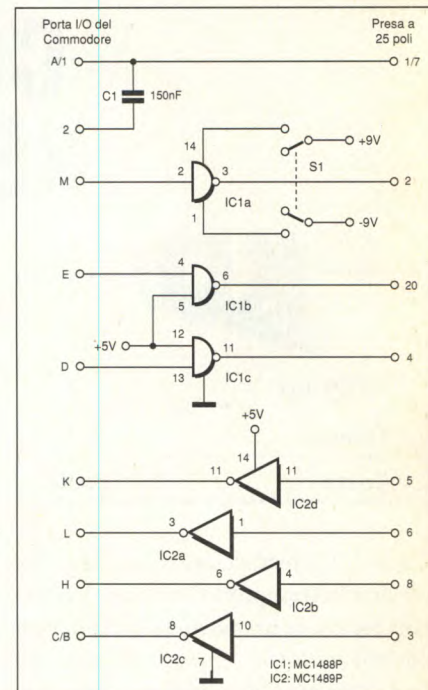 Porta I/O del
Commodore
Presa a
25 poli
A/1
1/7
C1
150nF
2
14
+9V
S1
M
2
3
2
IC1a
1
-9V
E
4
6
20
5
IC1b
+5V
12
11
4
D
13
IC1c
+5V
14
K
11
11
5
IC2d
L
3
1
6
IC2a
H
6
4
8
IC2b
C/B
8
10
3
IC2c
7
IC1: MC1488P
IC2: MC1489P